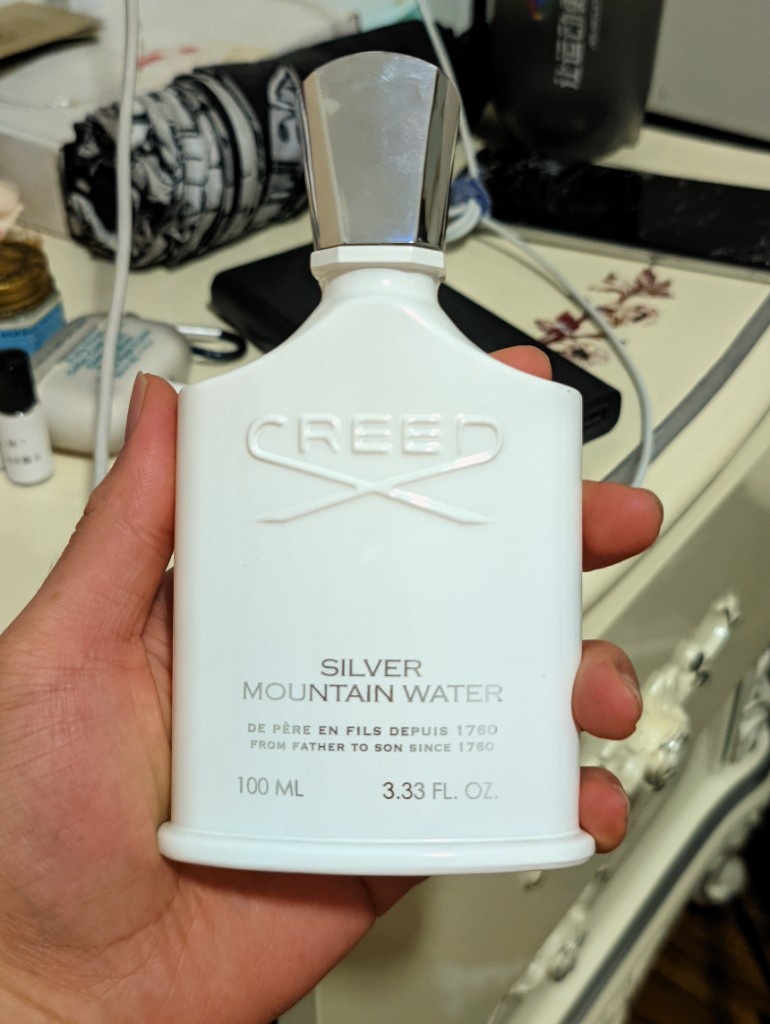 CREED
SILVER
MOUNTAIN WATER
DE PÈRE EN FILS DEPUIS 1760
FROM FATHER TO SON SINCE 1760
100 ML 3.33 FL. OZ.